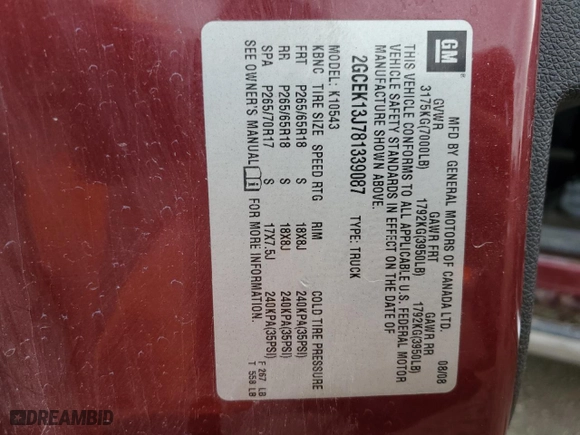 GM
MFD BY GENERAL MOTORS OF CANADA LTD. 08/08
GVWR GAWR FRT GAWR RR
3175KG(7000LB) 1792KG(3950LB) 1792KG(3950LB)
THIS VEHICLE CONFORMS TO ALL APPLICABLE U.S. FEDERAL MOTOR
VEHICLE SAFETY STANDARDS IN EFFECT ON THE DATE OF
MANUFACTURE SHOWN ABOVE.
2GCEK13J781339087 TYPE: TRUCK
MODEL: K10543
KBNC TIRE SIZE SPEED RTG RIM COLD TIRE PRESSURE
FRT P265/65R18 S 18X8J 240KPA(35PSI)
RR P265/65R18 S 18X8J 240KPA(35PSI)
SPA P265/70R17 S 17X7.5J 240KPA(35PSI)
SEE OWNER'S MANUAL i FOR MORE INFORMATION.
F 267 LB
T 558 LB
DREAMBID